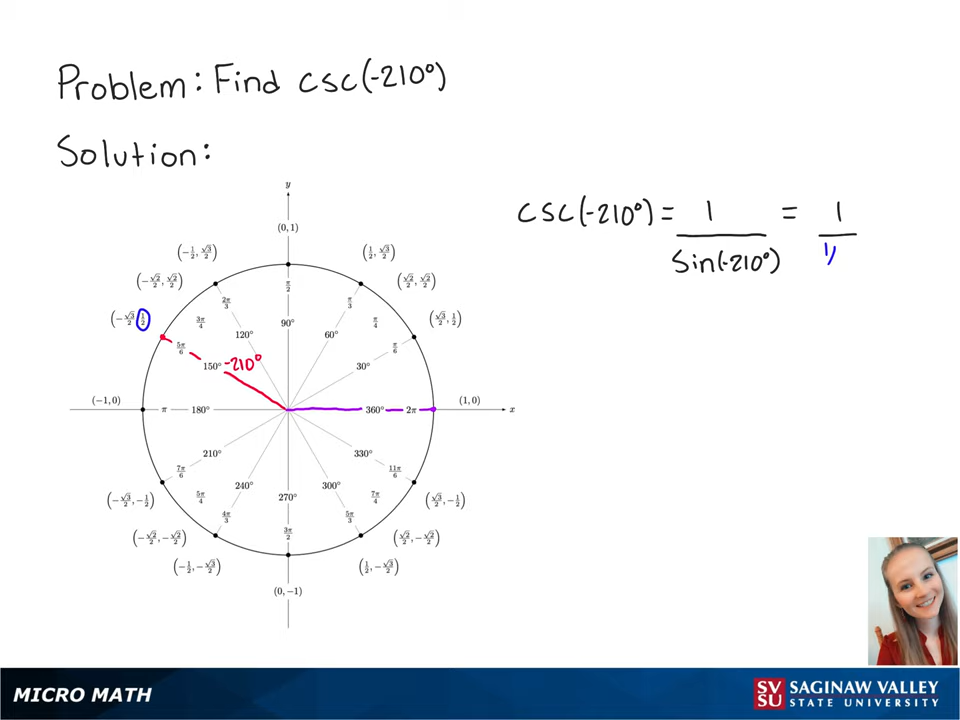 Problem: Find csc(-210°)
Solution:
csc(-210°) = 1/sin(-210°) = 1/1/
y
(0, 1)
(-1/2, √3/2) (1/2, √3/2)
(-√2/2, √2/2) (√2/2, √2/2)
(-√3/2, 1/2) (√3/2, 1/2)
π/2
2π/3 π/3
3π/4 π/4
120° 90° 60°
5π/6 π/6
150° -210° 30°
(-1, 0) (1, 0)
π 180° 360° 2π x
210° 330°
7π/6 11π/6
240° 300°
5π/4 270° 7π/4
(-√3/2, -1/2) (√3/2, -1/2)
4π/3 5π/3
3π/2
(-√2/2, -√2/2) (√2/2, -√2/2)
(-1/2, -√3/2) (1/2, -√3/2)
(0, -1)
MICRO MATH
SV SU SAGINAW VALLEY
STATE UNIVERSITY